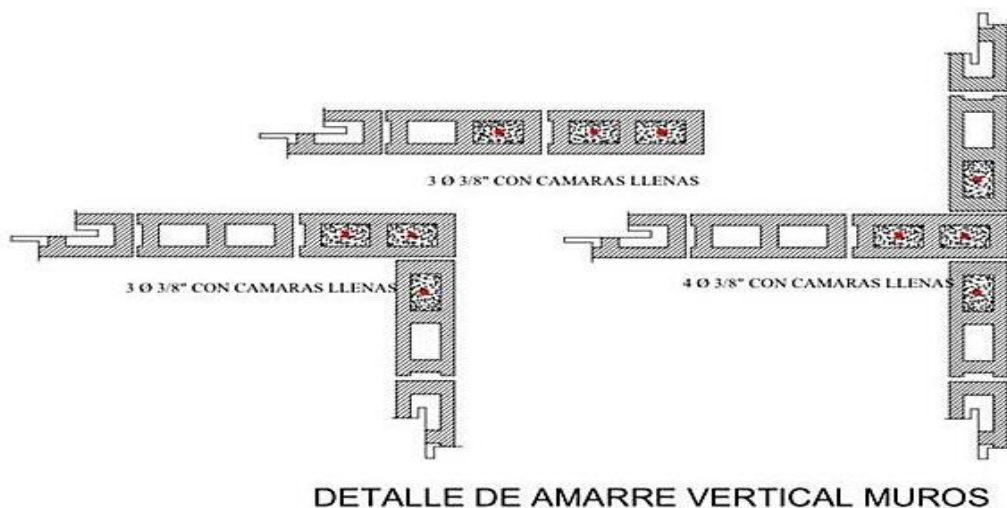 3 Ø 3/8" CON CAMARAS LLENAS
3 Ø 3/8" CON CAMARAS LLENAS
4 Ø 3/8" CON CAMARAS LLENAS
DETALLE DE AMARRE VERTICAL MUROS